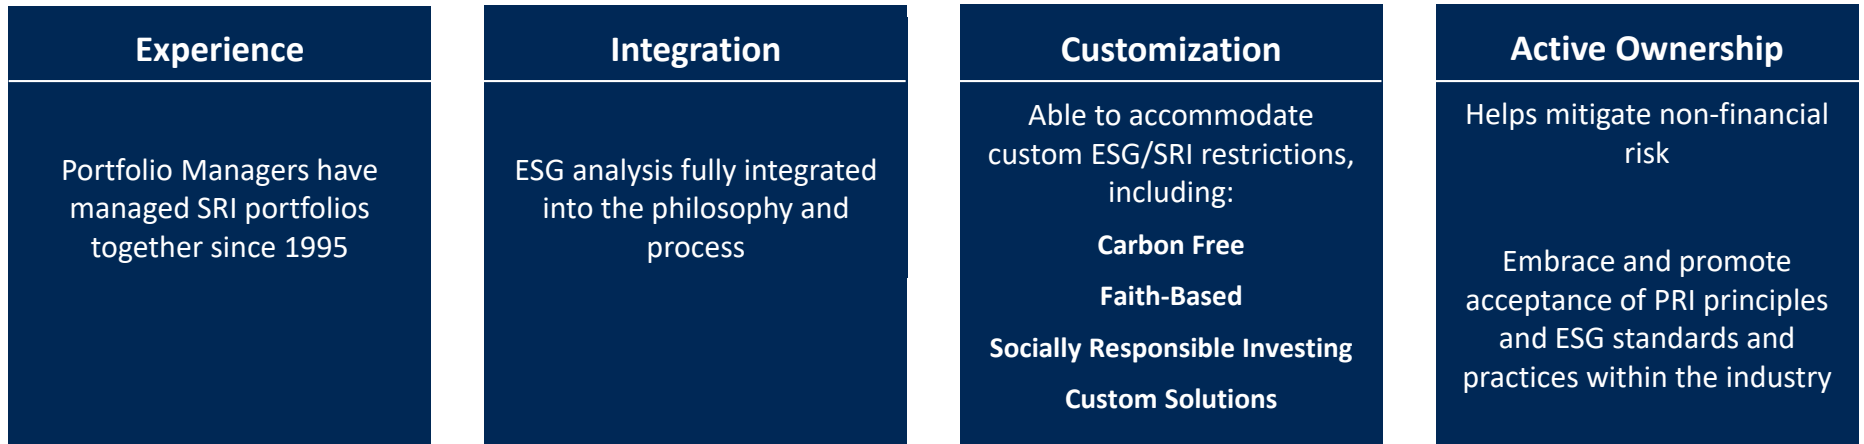 Experience
Portfolio Managers have
managed SRI portfolios
together since 1995
Integration
ESG analysis fully integrated
into the philosophy and
process
Customization
Able to accommodate
custom ESG/SRI restrictions,
including:
Carbon Free
Faith-Based
Socially Responsible Investing
Custom Solutions
Active Ownership
Helps mitigate non-financial
risk
Embrace and promote
acceptance of PRI principles
and ESG standards and
practices within the industry